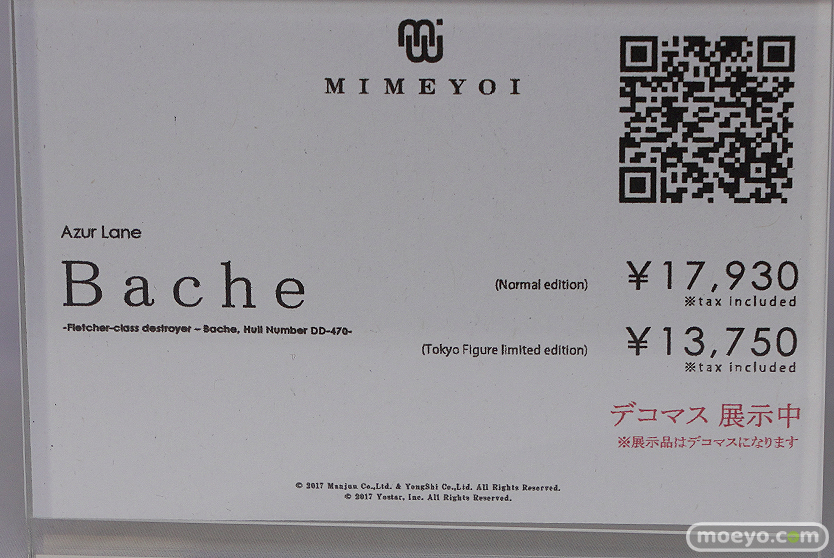 MIMEYOI
Azur Lane
Bache
-Fletcher-class destroyer – Bache, Hull Number DD-470-
(Normal edition)
¥17,930
※tax included
(Tokyo Figure limited edition)
¥13,750
※tax included
デコマス 展示中
※展示品はデコマスになります
© 2017 Manjuu Co.,Ltd. & YongShi Co.,Ltd. All Rights Reserved.
© 2017 Yostar, Inc. All Rights Reserved.
moeyo.com